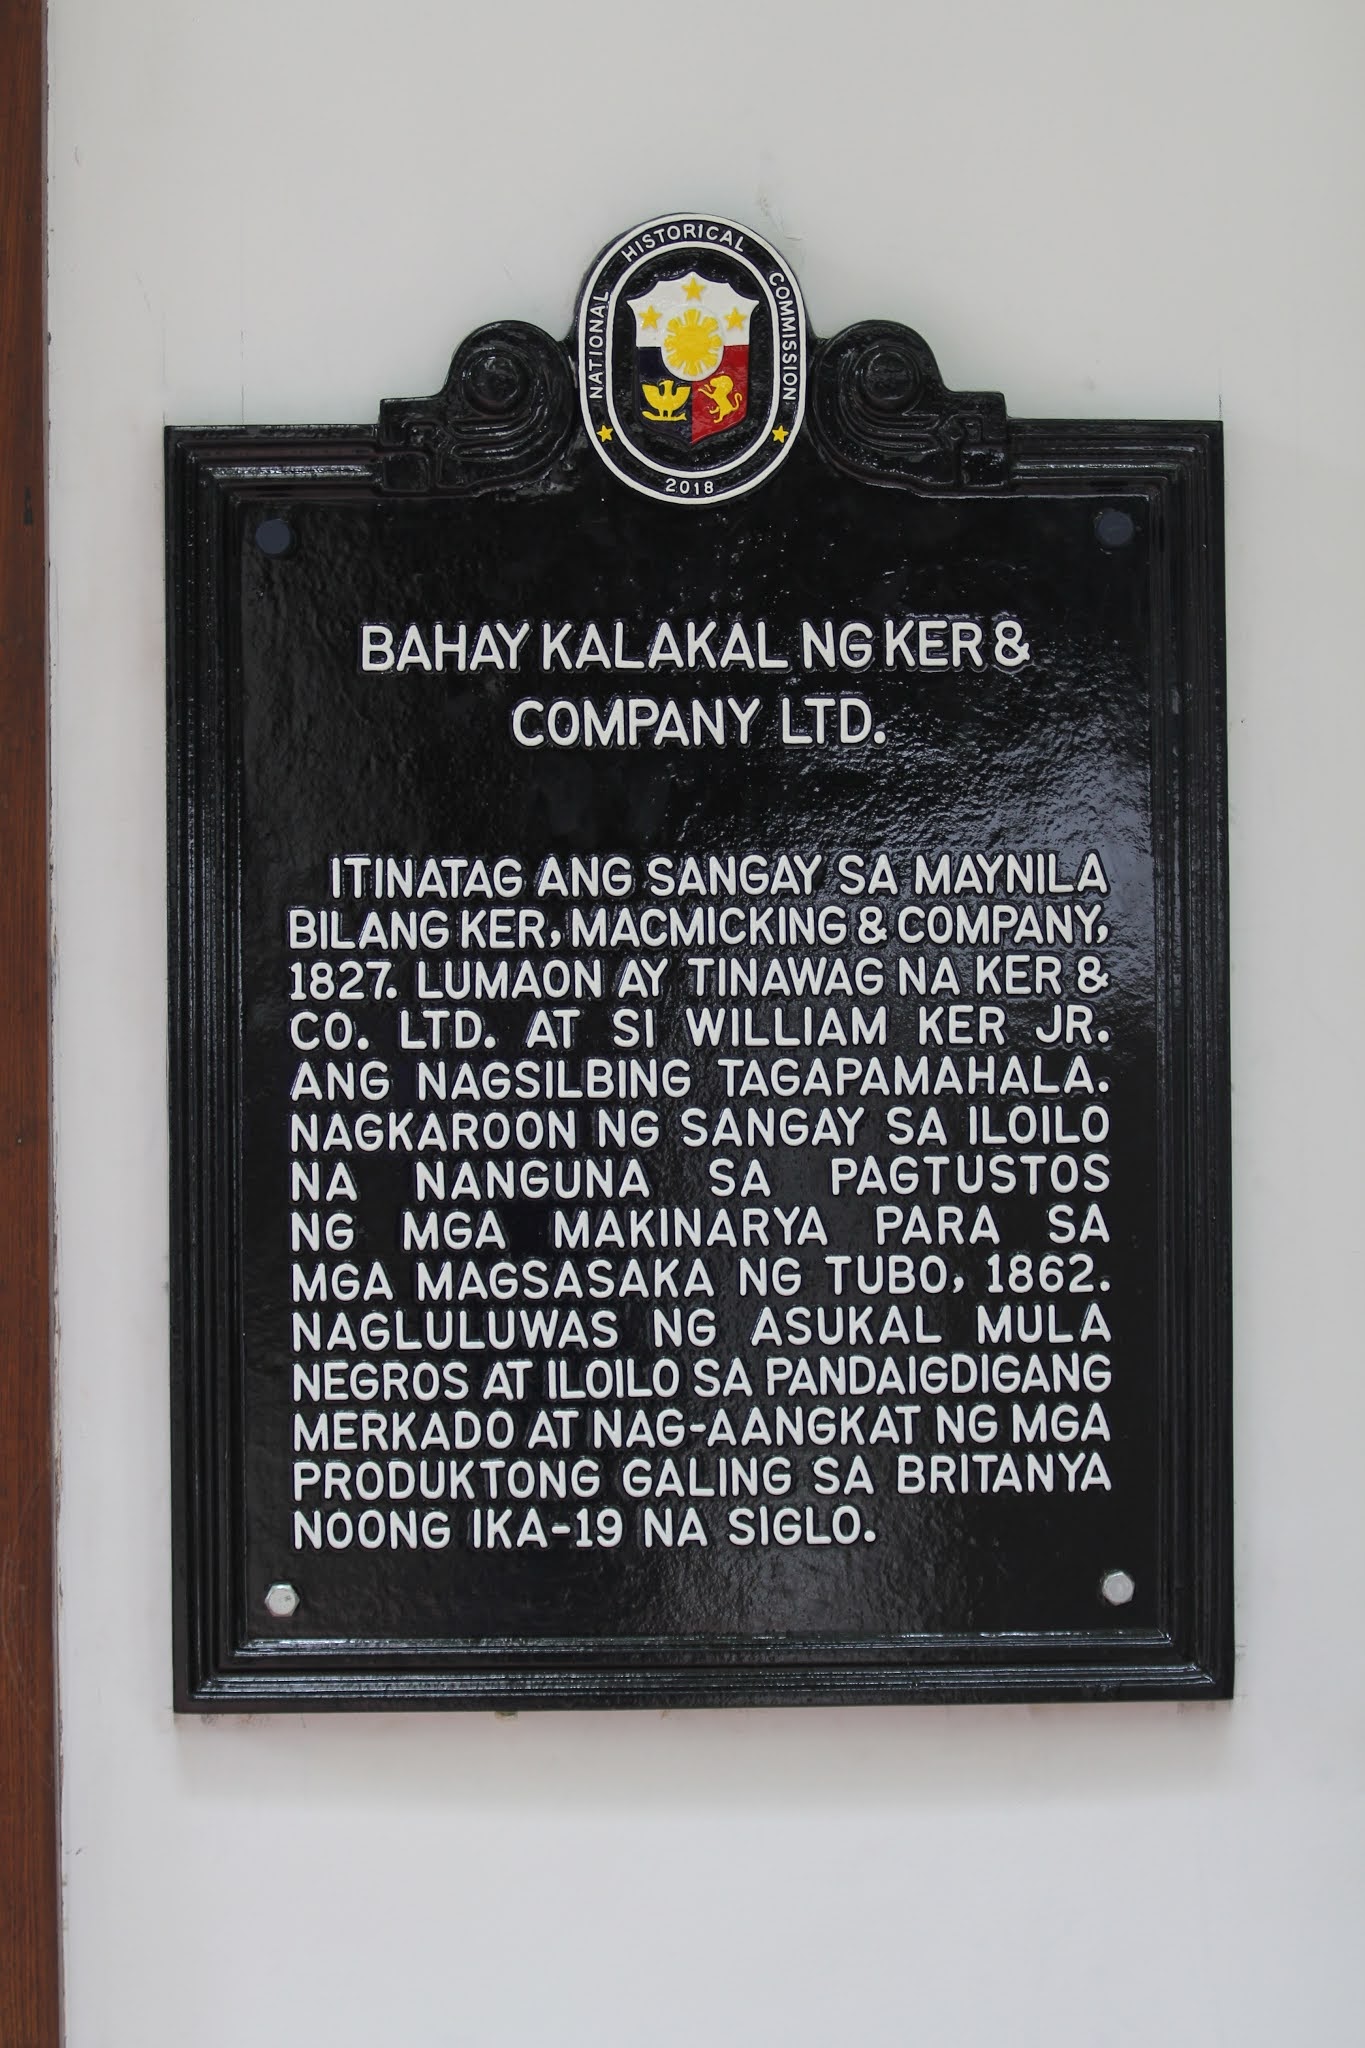 NATIONAL HISTORICAL COMMISSION
2018
BAHAY KALAKAL NG KER &
COMPANY LTD.
ITINATAG ANG SANGAY SA MAYNILA
BILANG KER, MACMICKING & COMPANY,
1827. LUMAON AY TINAWAG NA KER &
CO. LTD. AT SI WILLIAM KER JR.
ANG NAGSILBING TAGAPAMAHALA.
NAGKAROON NG SANGAY SA ILOILO
NA NANGUNA SA PAGTUSTOS
NG MGA MAKINARYA PARA SA
MGA MAGSASAKA NG TUBO, 1862.
NAGLULUWAS NG ASUKAL MULA
NEGROS AT ILOILO SA PANDAIGDIGANG
MERKADO AT NAG-AANGKAT NG MGA
PRODUKTONG GALING SA BRITANYA
NOONG IKA-19 NA SIGLO.